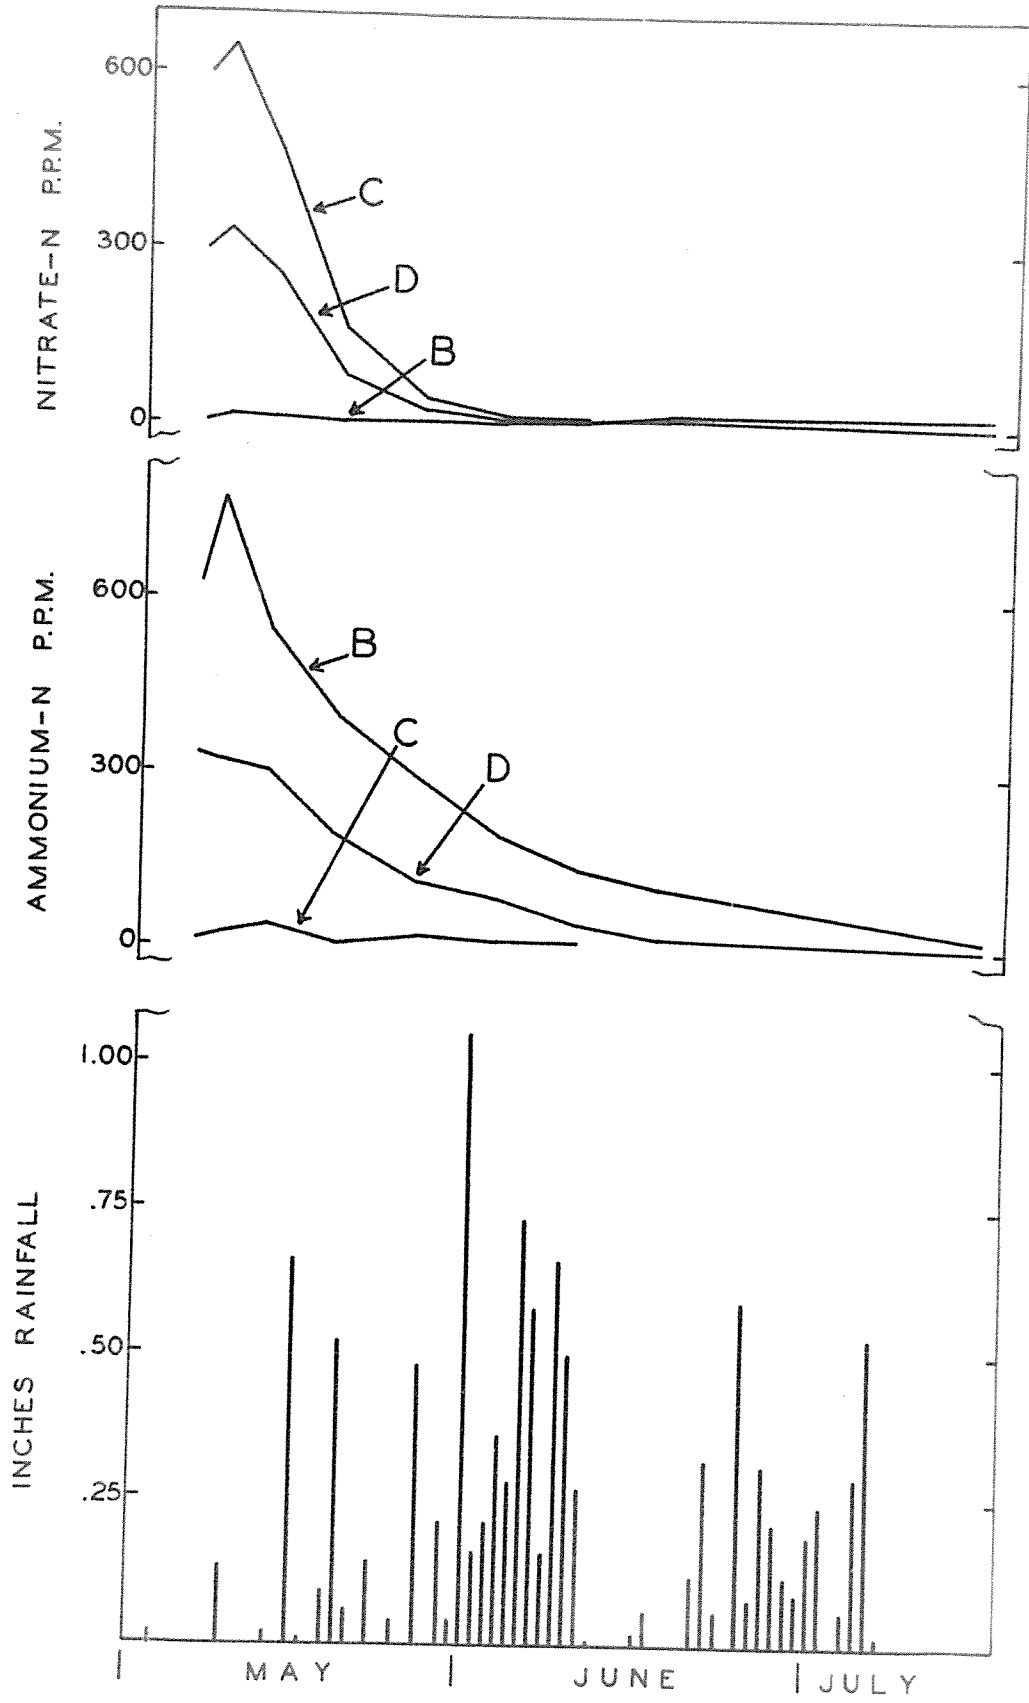 NITRATE-N P.P.M.
600
300
0
C
D
B
AMMONIUM-N P.P.M.
600
300
0
B
C
D
INCHES RAINFALL
1.00
.75
.50
.25
MAY JUNE JULY